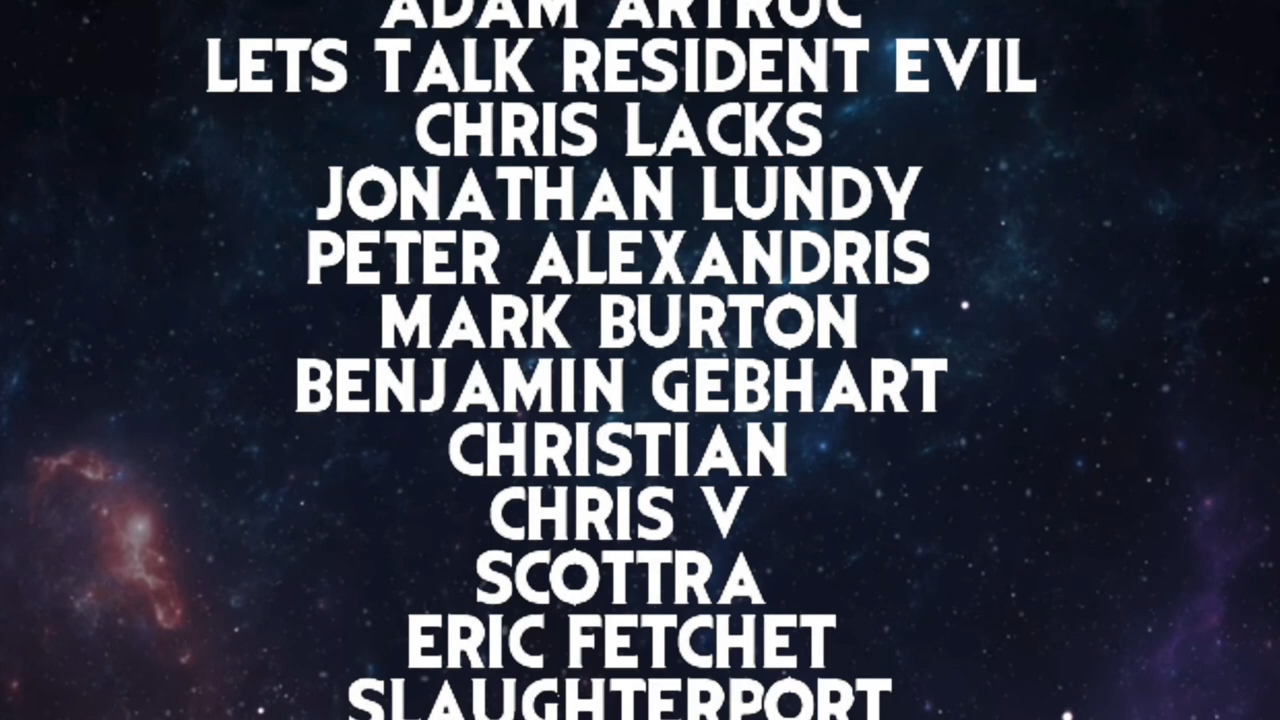 ADAM ARTRUC
LETS TALK RESIDENT EVIL
CHRIS LACKS
JONATHAN LUNDY
PETER ALEXANDRIS
MARK BURTON
BENJAMIN GEBHART
CHRISTIAN
CHRIS V
SCOTTRA
ERIC FETCHET
SLAUGHTERPORT